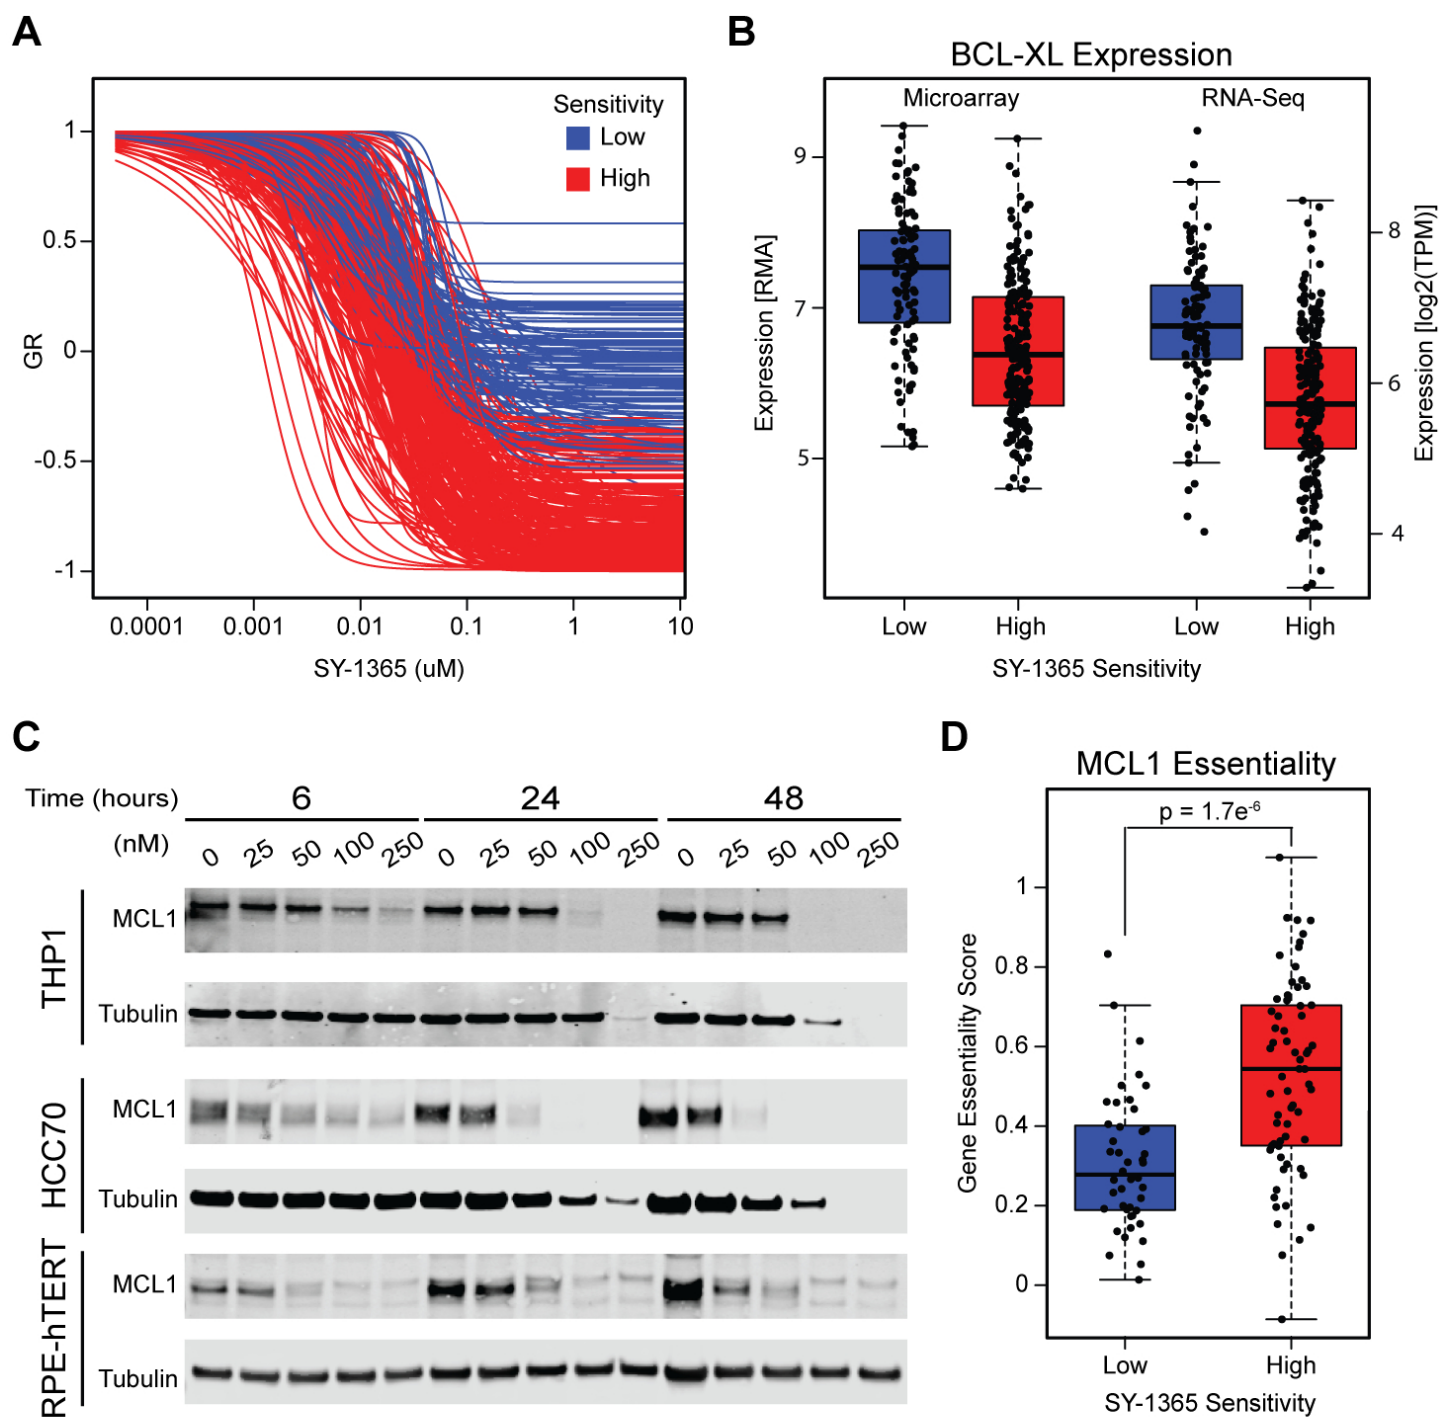 A
Sensitivity
Low
High
1
0.5
0
-0.5
-1
GR
0.0001 0.001 0.01 0.1 1 10
SY-1365 (uM)
B
BCL-XL Expression
Microarray RNA-Seq
9
7
5
Expression [RMA]
8
6
4
Expression [log2(TPM)]
Low High Low High
SY-1365 Sensitivity
C
Time (hours) 6 24 48
(nM) 0 25 50 100 250 0 25 50 100 250 0 25 50 100 250
THP1
MCL1
Tubulin
HCC70
MCL1
Tubulin
RPE-hTERT
MCL1
Tubulin
D
MCL1 Essentiality
p = 1.7e-6
1
0.8
0.6
0.4
0.2
0
Gene Essentiality Score
Low High
SY-1365 Sensitivity